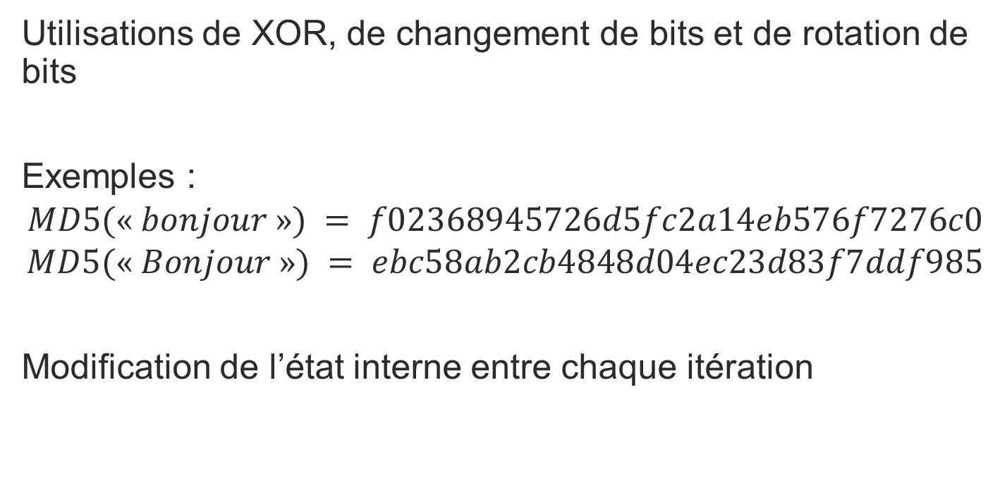 Utilisations de XOR, de changement de bits et de rotation de
bits
Exemples :
MD5(« bonjour ») = f02368945726d5fc2a14eb576f7276c0
MD5(« Bonjour ») = ebc58ab2cb4848d04ec23d83f7ddf985
Modification de l’état interne entre chaque itération